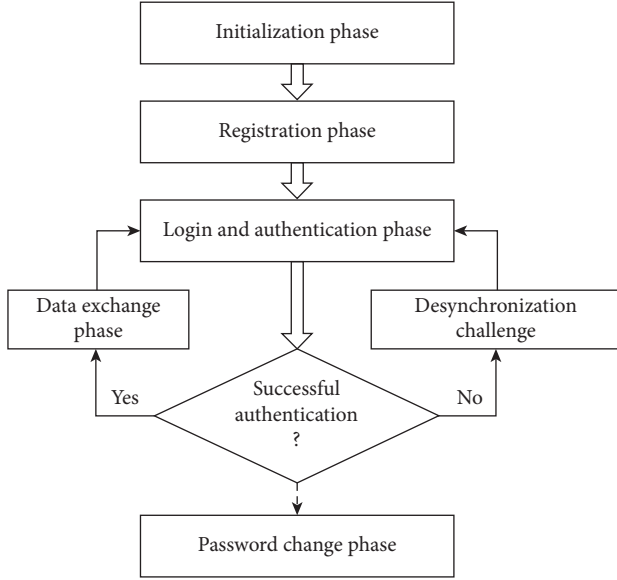 Initialization phase
Registration phase
Login and authentication phase
Data exchange
phase
Desynchronization
challenge
Yes
Successful
authentication
?
No
Password change phase